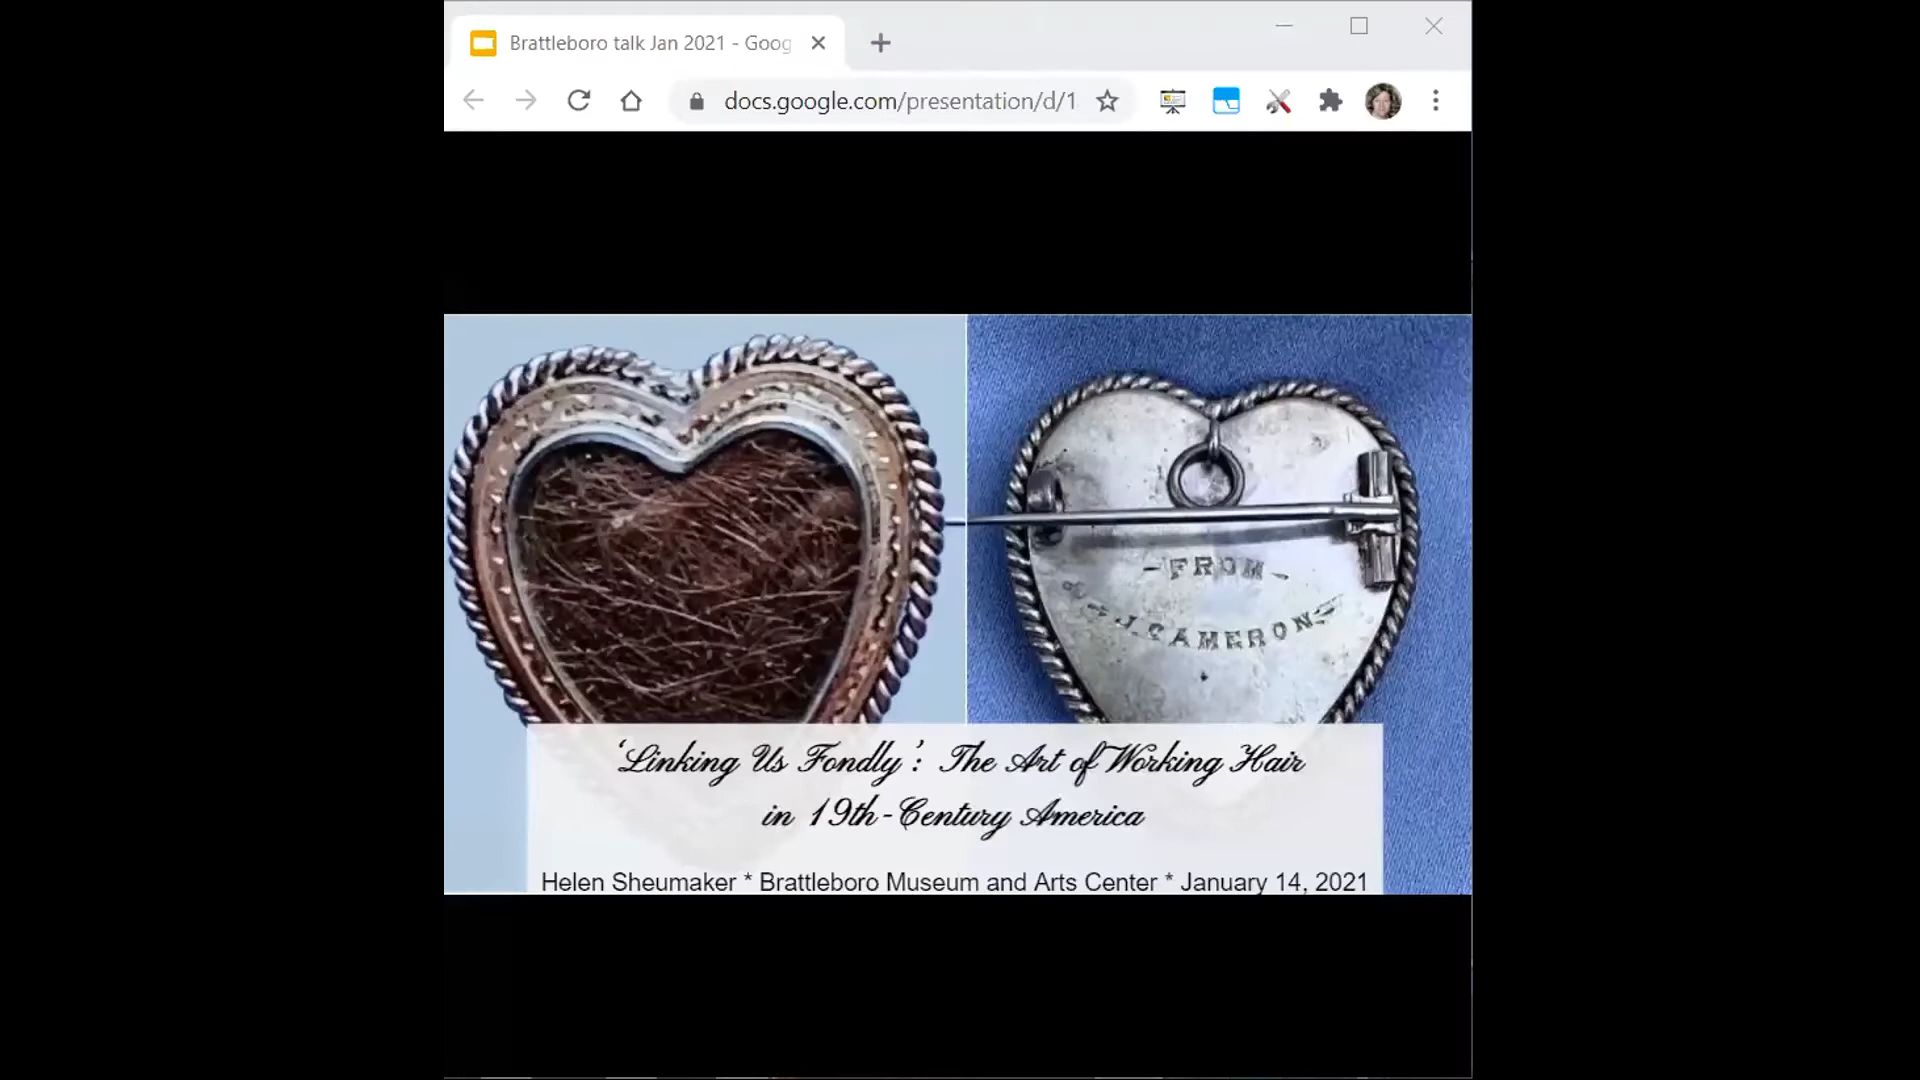 Brattleboro talk Jan 2021 - Goog
docs.google.com/presentation/d/1
-FROM-
J. CAMERON
‘Linking Us Fondly’: The Art of Working Hair
in 19th-Century America
Helen Sheumaker * Brattleboro Museum and Arts Center * January 14, 2021